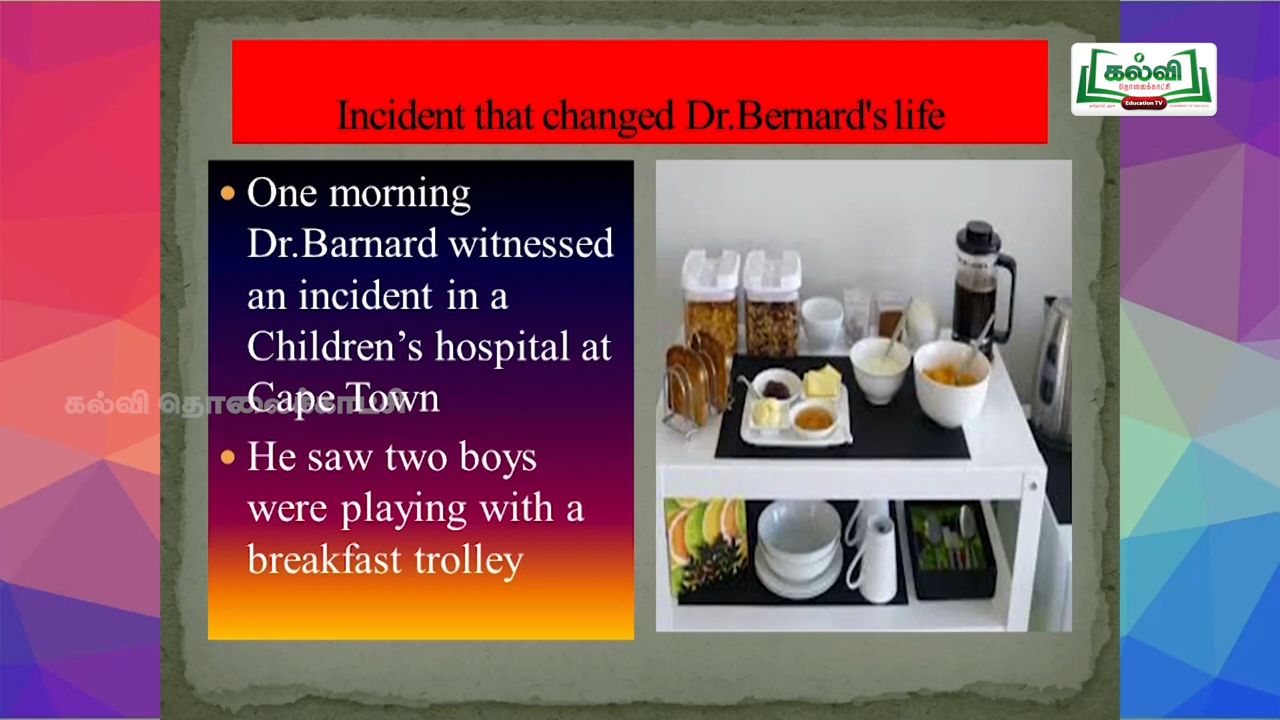 Incident that changed Dr.Bernard's life
கல்வி
தொலைக்காட்சி
Education TV
One morning
Dr.Barnard witnessed
an incident in a
Children's hospital at
Cape Town
கல்வி தொலைக்காட்சி
He saw two boys
were playing with a
breakfast trolley